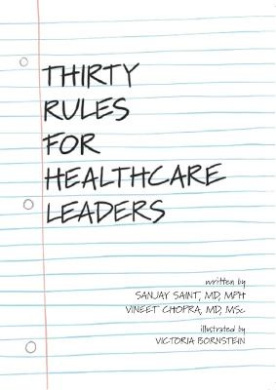 THIRTY
RULES
FOR
HEALTHCARE
LEADERS
written by
SANJAY SAINT, MD, MPH
VINEET CHOPRA, MD, MSc
illustrated by
VICTORIA BORNSTEIN